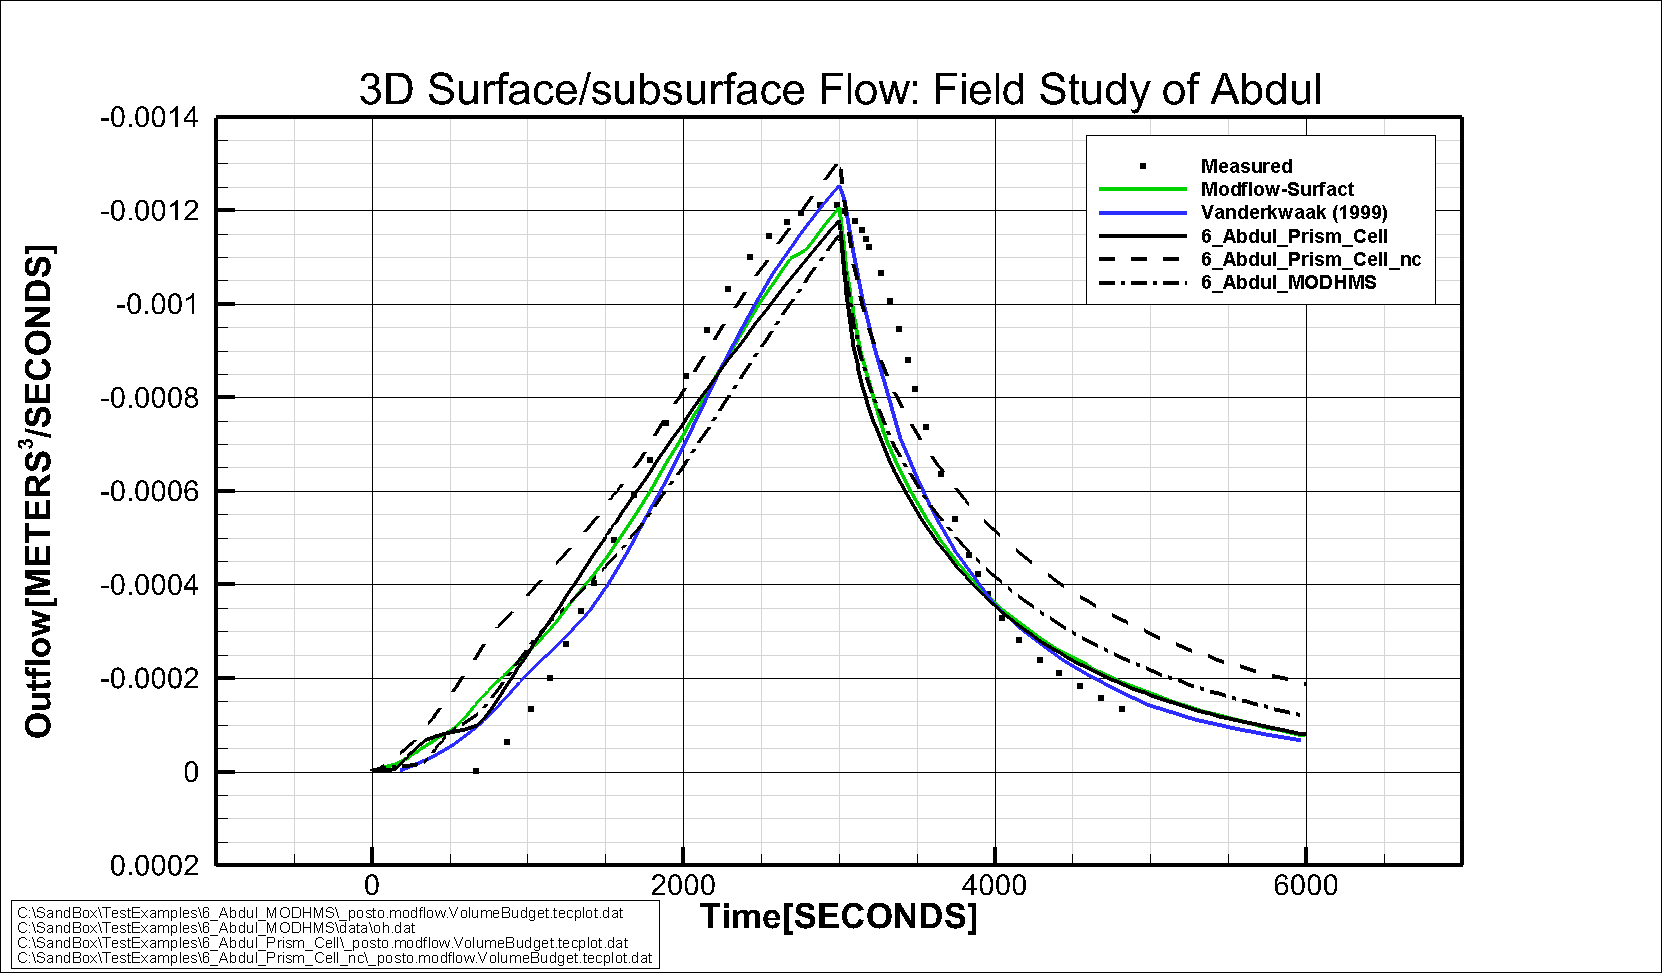 3D Surface/subsurface Flow: Field Study of Abdul
-0.0014
-0.0012
-0.001
-0.0008
-0.0006
-0.0004
-0.0002
0
0.0002
Outflow[METERS³/SECONDS]
Measured
Modflow-Surfact
Vanderkwaak (1999)
6_Abdul_Prism_Cell
6_Abdul_Prism_Cell_nc
6_Abdul_MODHMS
0 2000 4000 6000
Time[SECONDS]
C:\SandBox\TestExamples\6_Abdul_MODHMS\_posto.modflow.VolumeBudget.tecplot.dat
C:\SandBox\TestExamples\6_Abdul_MODHMS\data\oh.dat
C:\SandBox\TestExamples\6_Abdul_Prism_Cell\_posto.modflow.VolumeBudget.tecplot.dat
C:\SandBox\TestExamples\6_Abdul_Prism_Cell_nc\_posto.modflow.VolumeBudget.tecplot.dat